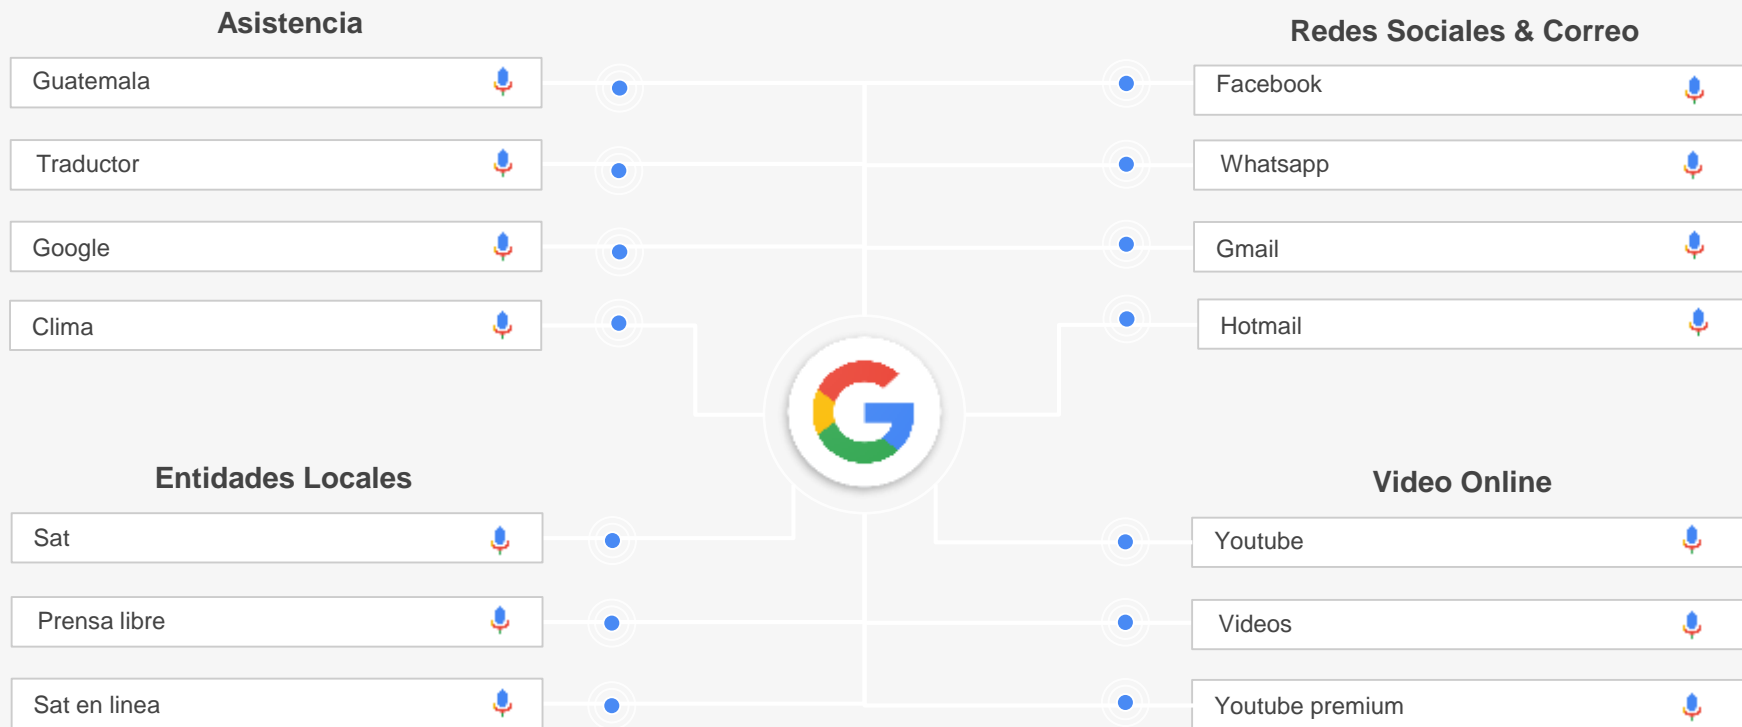 Asistencia
Guatemala
Traductor
Google
Clima
Redes Sociales & Correo
Facebook
Whatsapp
Gmail
Hotmail
Entidades Locales
Sat
Prensa libre
Sat en linea
Video Online
Youtube
Videos
Youtube premium